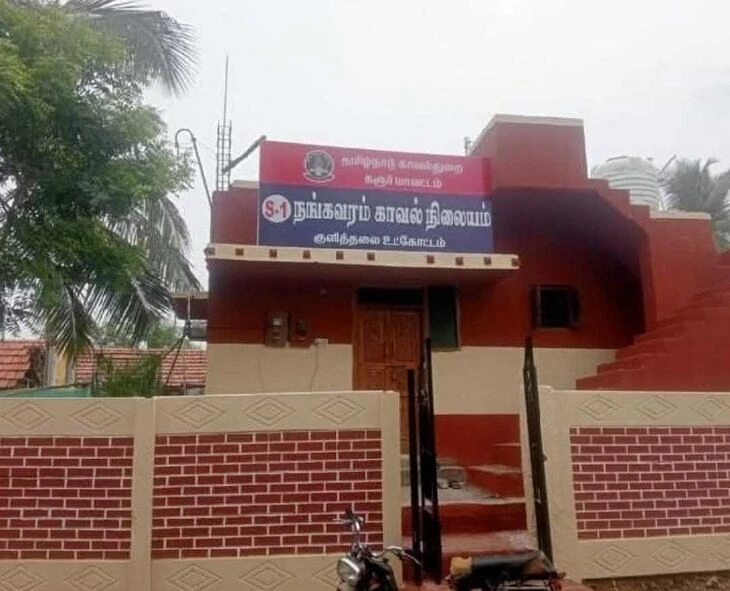 தமிழ்நாடு காவல்துறை
கரூர் மாவட்டம்
S-1 நங்கவரம் காவல் நிலையம்
குளித்தலை உட்கோட்டம்